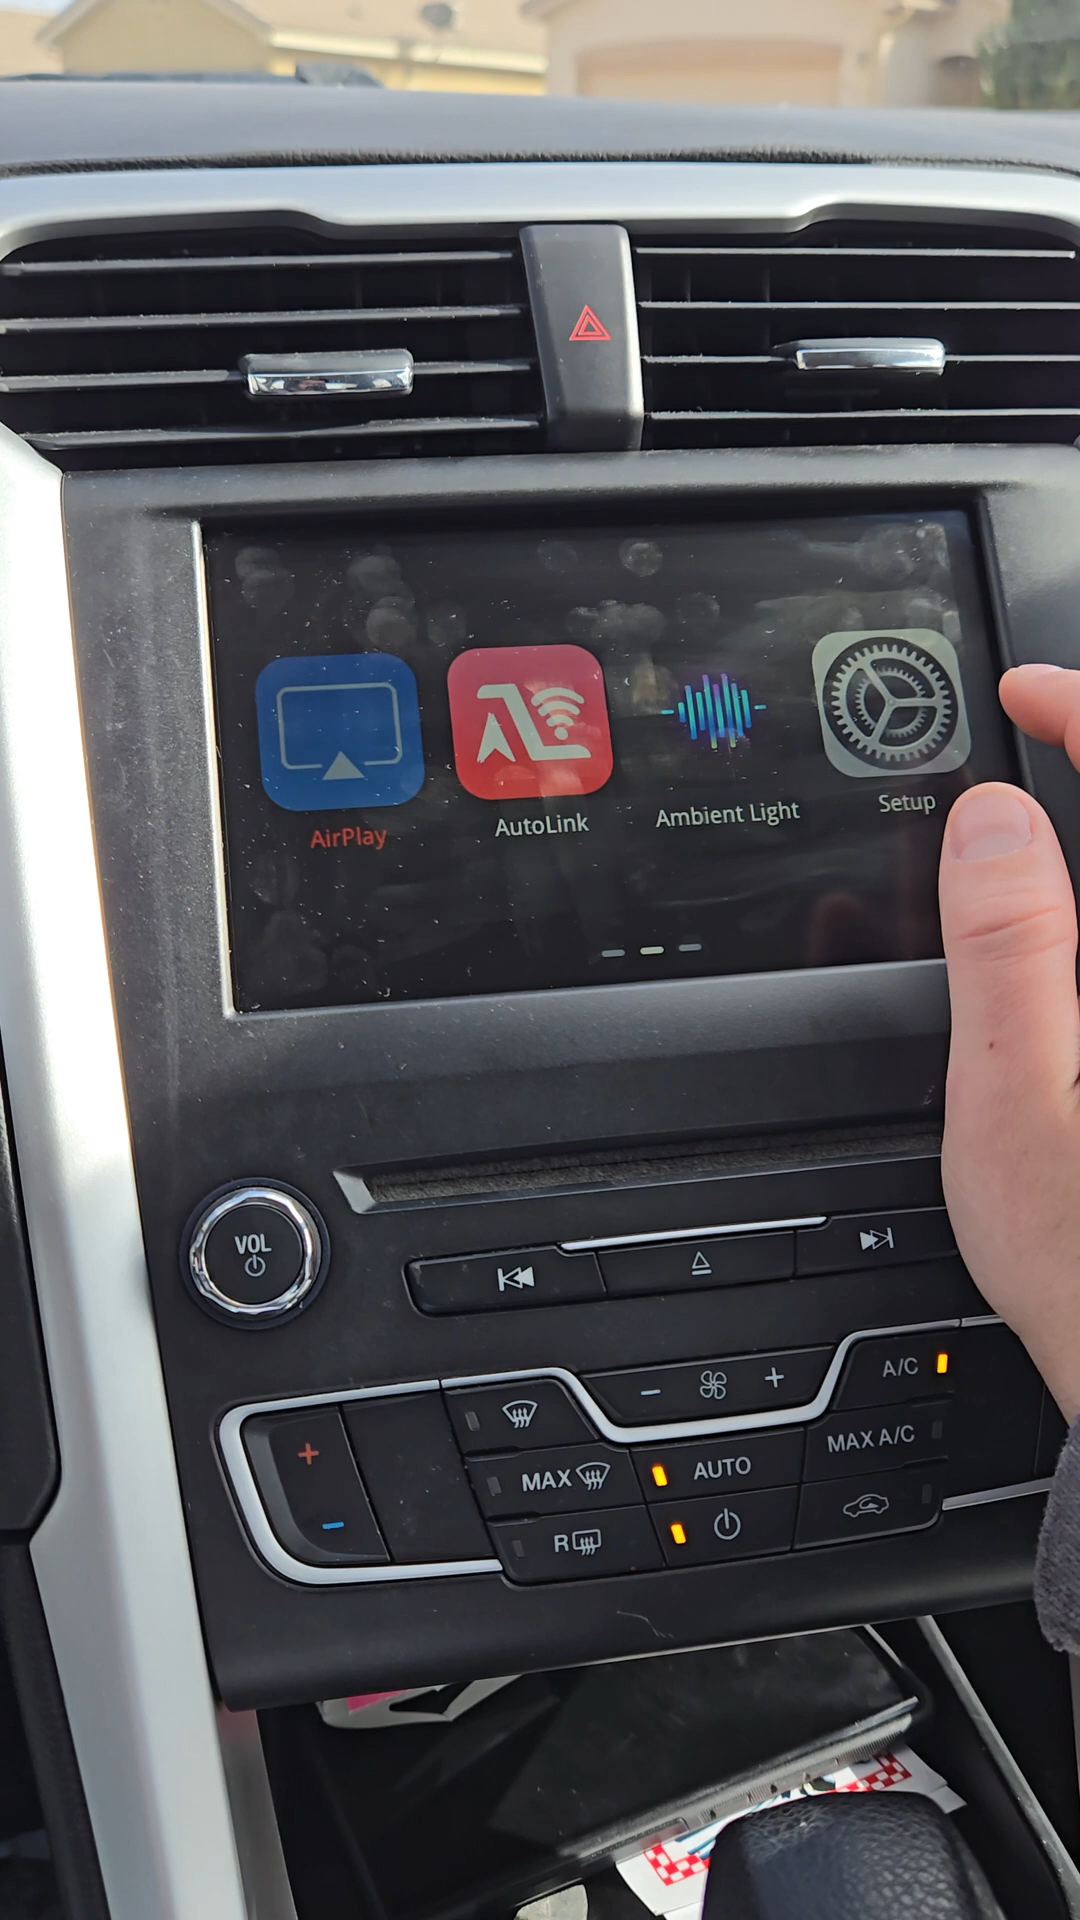 AirPlay
AutoLink
Ambient Light
Setup
VOL
A/C
MAX
AUTO
MAX A/C
R